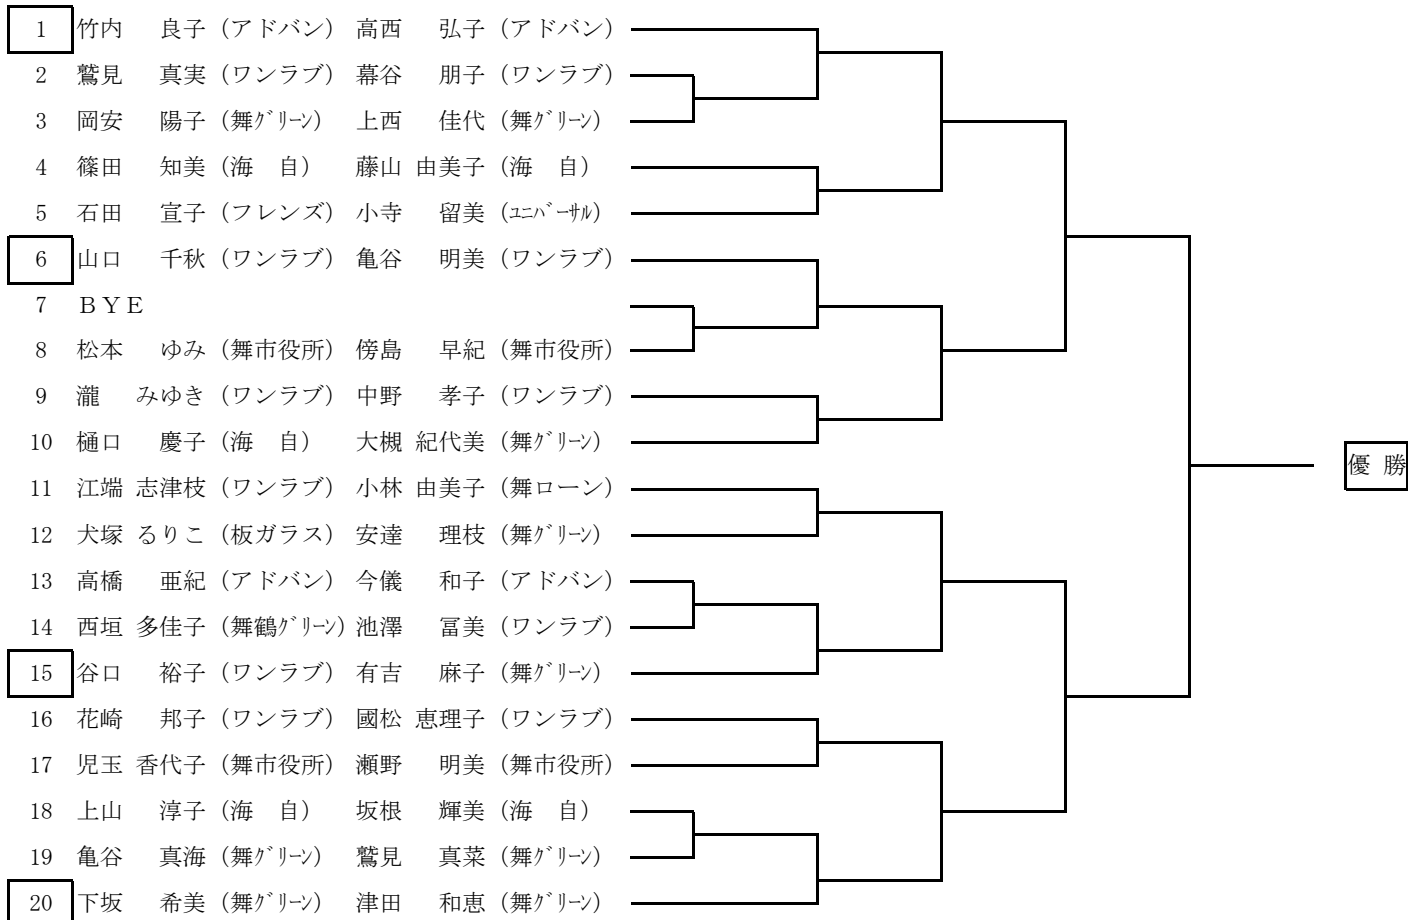 1 竹内 良子 (アドバン) 高西 弘子 (アドバン)
2 鷲見 真実 (ワンラブ) 幕谷 朋子 (ワンラブ)
3 岡安 陽子 (舞ｸﾞﾘｰﾝ) 上西 佳代 (舞ｸﾞﾘｰﾝ)
4 篠田 知美 (海 自) 藤山 由美子 (海 自)
5 石田 宣子 (フレンズ) 小寺 留美 (ﾕﾆﾊﾞｰｻﾙ)
6 山口 千秋 (ワンラブ) 亀谷 明美 (ワンラブ)
7 ＢＹＥ
8 松本 ゆみ (舞市役所) 傍島 早紀 (舞市役所)
9 瀧 みゆき (ワンラブ) 中野 孝子 (ワンラブ)
10 樋口 慶子 (海 自) 大槻 紀代美 (舞ｸﾞﾘｰﾝ)
優 勝
11 江端 志津枝 (ワンラブ) 小林 由美子 (舞ローン)
12 犬塚 るりこ (板ガラス) 安達 理枝 (舞ｸﾞﾘｰﾝ)
13 高橋 亜紀 (アドバン) 今儀 和子 (アドバン)
14 西垣 多佳子 (舞鶴ｸﾞﾘｰﾝ) 池澤 冨美 (ワンラブ)
15 谷口 裕子 (ワンラブ) 有吉 麻子 (舞ｸﾞﾘｰﾝ)
16 花崎 邦子 (ワンラブ) 國松 恵理子 (ワンラブ)
17 児玉 香代子 (舞市役所) 瀬野 明美 (舞市役所)
18 上山 淳子 (海 自) 坂根 輝美 (海 自)
19 亀谷 真海 (舞ｸﾞﾘｰﾝ) 鷲見 真菜 (舞ｸﾞﾘｰﾝ)
20 下坂 希美 (舞ｸﾞﾘｰﾝ) 津田 和恵 (舞ｸﾞﾘｰﾝ)